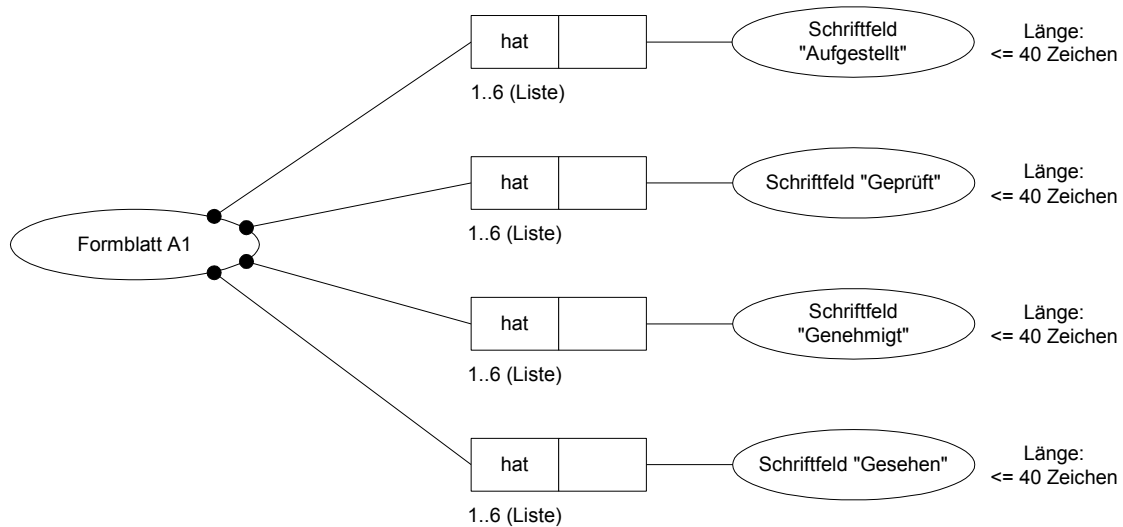 hat
Schriftfeld
"Aufgestellt"
Länge:
<= 40 Zeichen
1..6 (Liste)
hat
Schriftfeld "Geprüft"
Länge:
<= 40 Zeichen
1..6 (Liste)
Formblatt A1
hat
Schriftfeld
"Genehmigt"
Länge:
<= 40 Zeichen
1..6 (Liste)
hat
Schriftfeld "Gesehen"
Länge:
<= 40 Zeichen
1..6 (Liste)